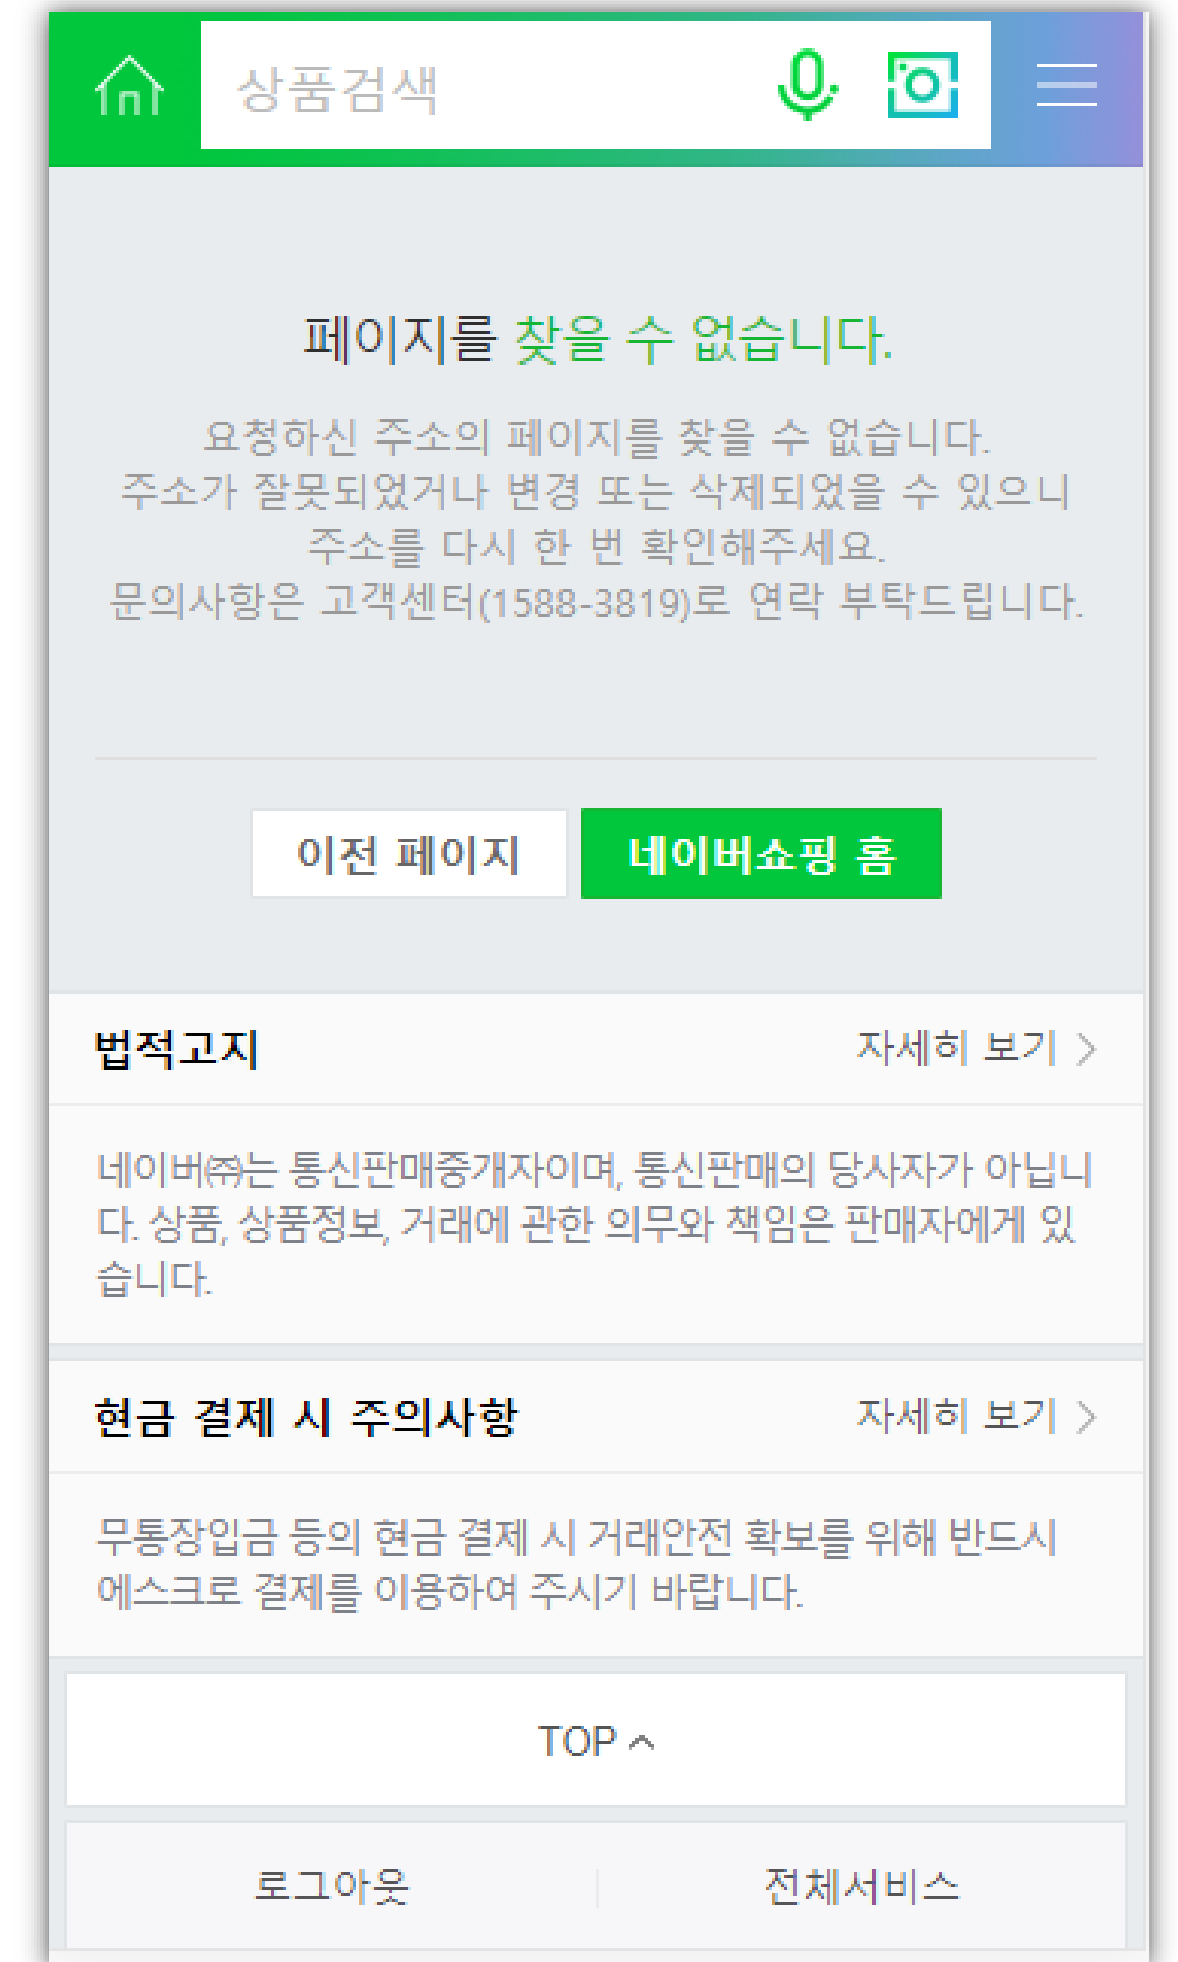 상품검색
페이지를 찾을 수 없습니다.
요청하신 주소의 페이지를 찾을 수 없습니다.
주소가 잘못되었거나 변경 또는 삭제되었을 수 있으니
주소를 다시 한 번 확인해주세요.
문의사항은 고객센터(1588-3819)로 연락 부탁드립니다.
이전 페이지 네이버쇼핑 홈
법적고지 자세히 보기
네이버㈜는 통신판매중개자이며, 통신판매의 당사자가 아닙니
다. 상품, 상품정보, 거래에 관한 의무와 책임은 판매자에게 있
습니다.
현금 결제 시 주의사항 자세히 보기
무통장입금 등의 현금 결제 시 거래안전 확보를 위해 반드시
에스크로 결제를 이용하여 주시기 바랍니다.
TOP
로그아웃 전체서비스